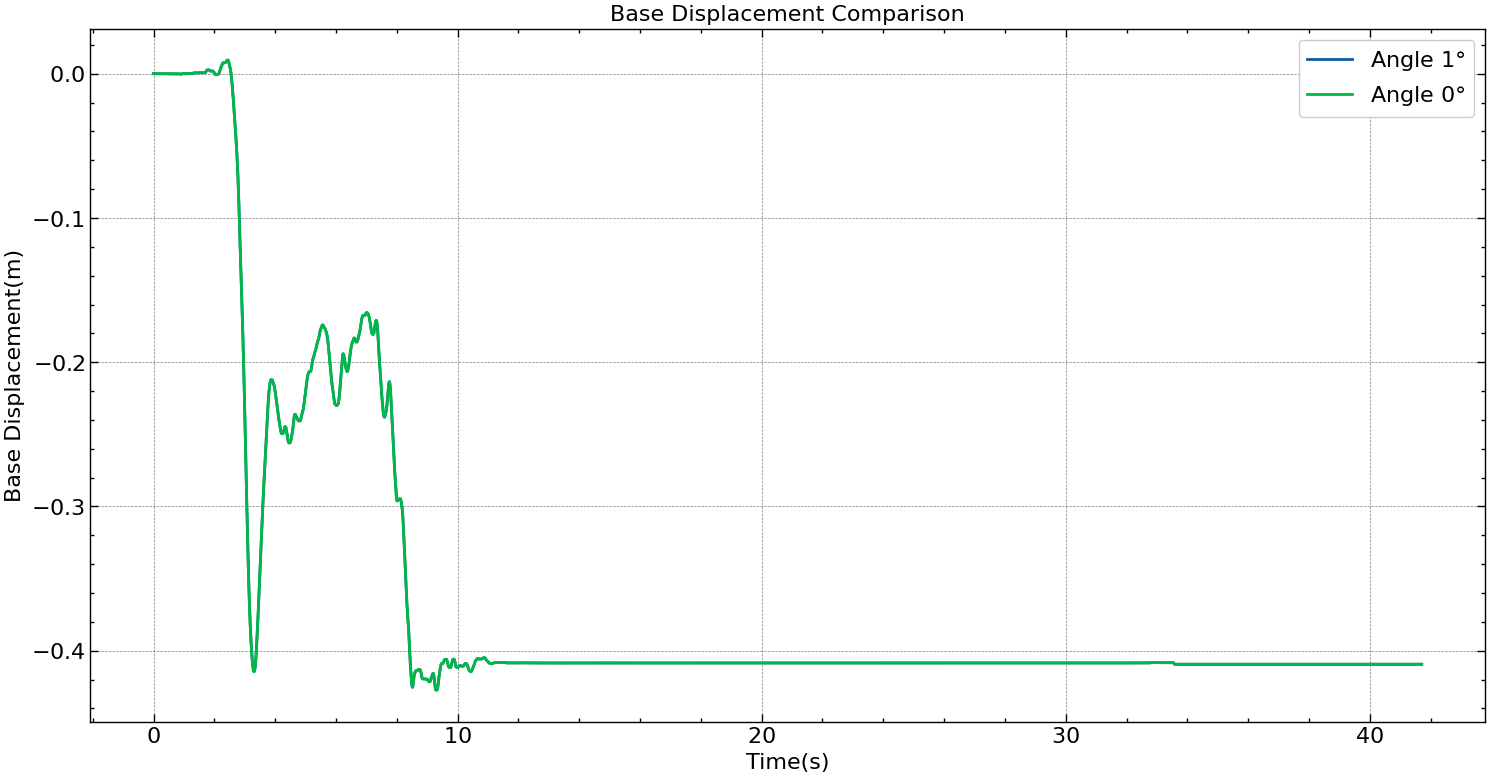 Base Displacement Comparison
Angle 1°
Angle 0°
0.0
−0.1
−0.2
−0.3
−0.4
Base Displacement(m)
0 10 20 30 40
Time(s)